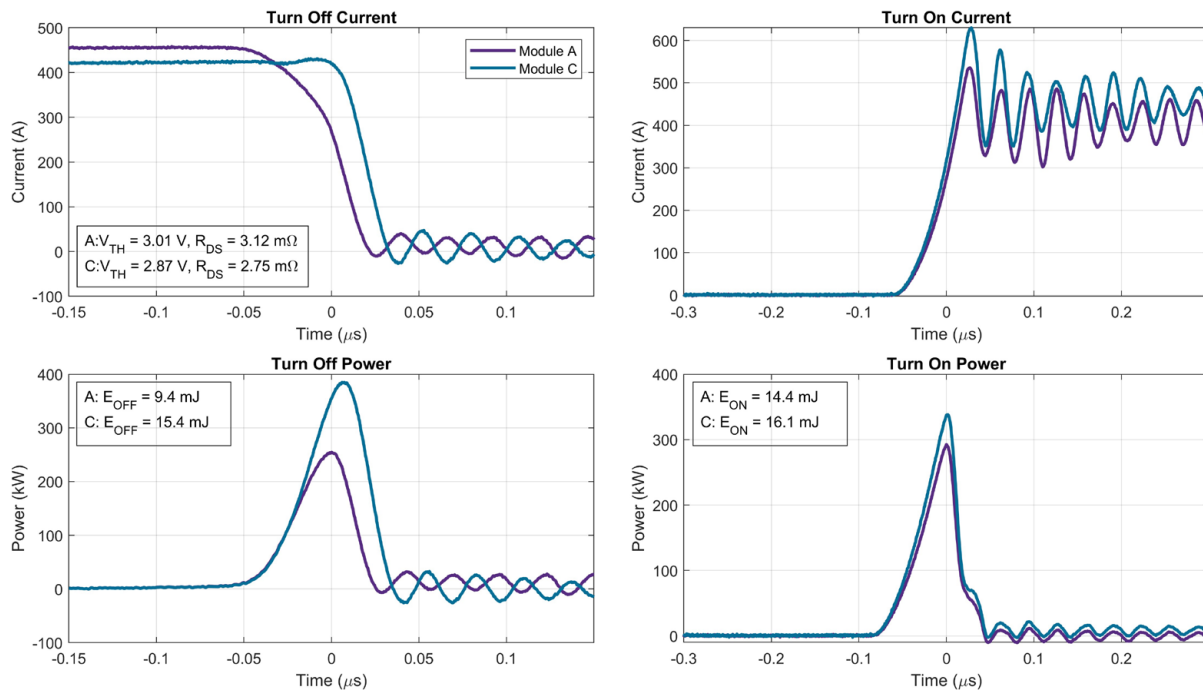 Turn Off Current
500
400
300
200
100
0
-100
Current (A)
Module A
Module C
A:V_TH = 3.01 V, R_DS = 3.12 mΩ
C:V_TH = 2.87 V, R_DS = 2.75 mΩ
-0.15
-0.1
-0.05
0
0.05
0.1
Time (μs)
Turn On Current
600
500
400
300
200
100
0
Current (A)
-0.3
-0.2
-0.1
0
0.1
0.2
Time (μs)
Turn Off Power
400
300
200
100
0
-100
Power (kW)
A: E_OFF = 9.4 mJ
C: E_OFF = 15.4 mJ
-0.15
-0.1
-0.05
0
0.05
0.1
Time (μs)
Turn On Power
400
300
200
100
0
Power (kW)
A: E_ON = 14.4 mJ
C: E_ON = 16.1 mJ
-0.3
-0.2
-0.1
0
0.1
0.2
Time (μs)